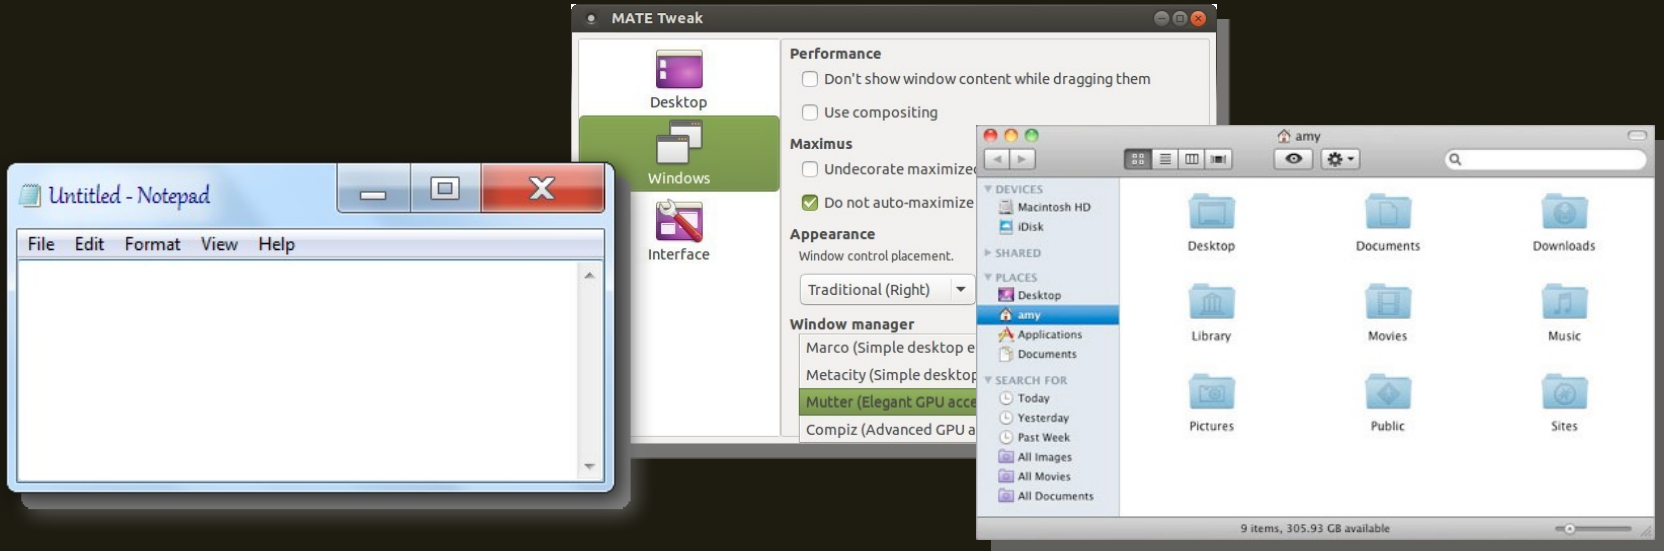 Untitled - Notepad
File Edit Format View Help
MATE Tweak
Desktop
Windows
Interface
Performance
Don't show window content while dragging them
Use compositing
Maximus
Undecorate maximized
Do not auto-maximize
Appearance
Window control placement.
Traditional (Right)
Window manager
Marco (Simple desktop e
Metacity (Simple desktop
Mutter (Elegant GPU acce
Compiz (Advanced GPU a
amy
DEVICES
Macintosh HD
iDisk
SHARED
PLACES
Desktop
amy
Applications
Documents
SEARCH FOR
Today
Yesterday
Past Week
All Images
All Movies
All Documents
Desktop Documents Downloads
Library Movies Music
Pictures Public Sites
9 items, 305.93 GB available